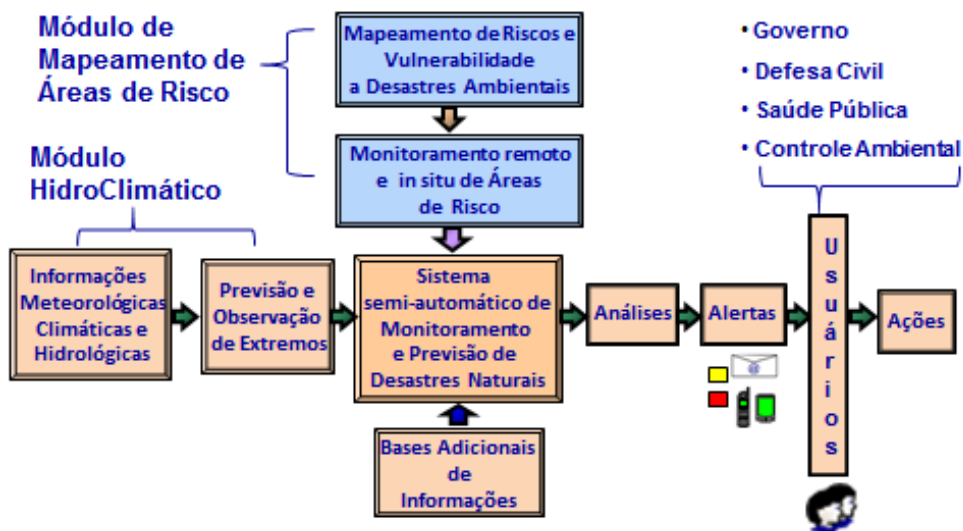 Módulo de
Mapeamento de
Áreas de Risco
Mapeamento de Riscos e
Vulnerabilidade
a Desastres Ambientais
• Governo
• Defesa Civil
• Saúde Pública
• Controle Ambiental
Módulo
HidroClimático
Monitoramento remoto
e in situ de Áreas
de Risco
Informações
Meteorológicas
Climáticas e
Hidrológicas
Previsão e
Observação
de Extremos
Sistema
semi-automático de
Monitoramento
e Previsão de
Desastres Naturais
Análises
Alertas
@
U
s
u
á
r
i
o
s
Ações
Bases Adicionais
de
Informações